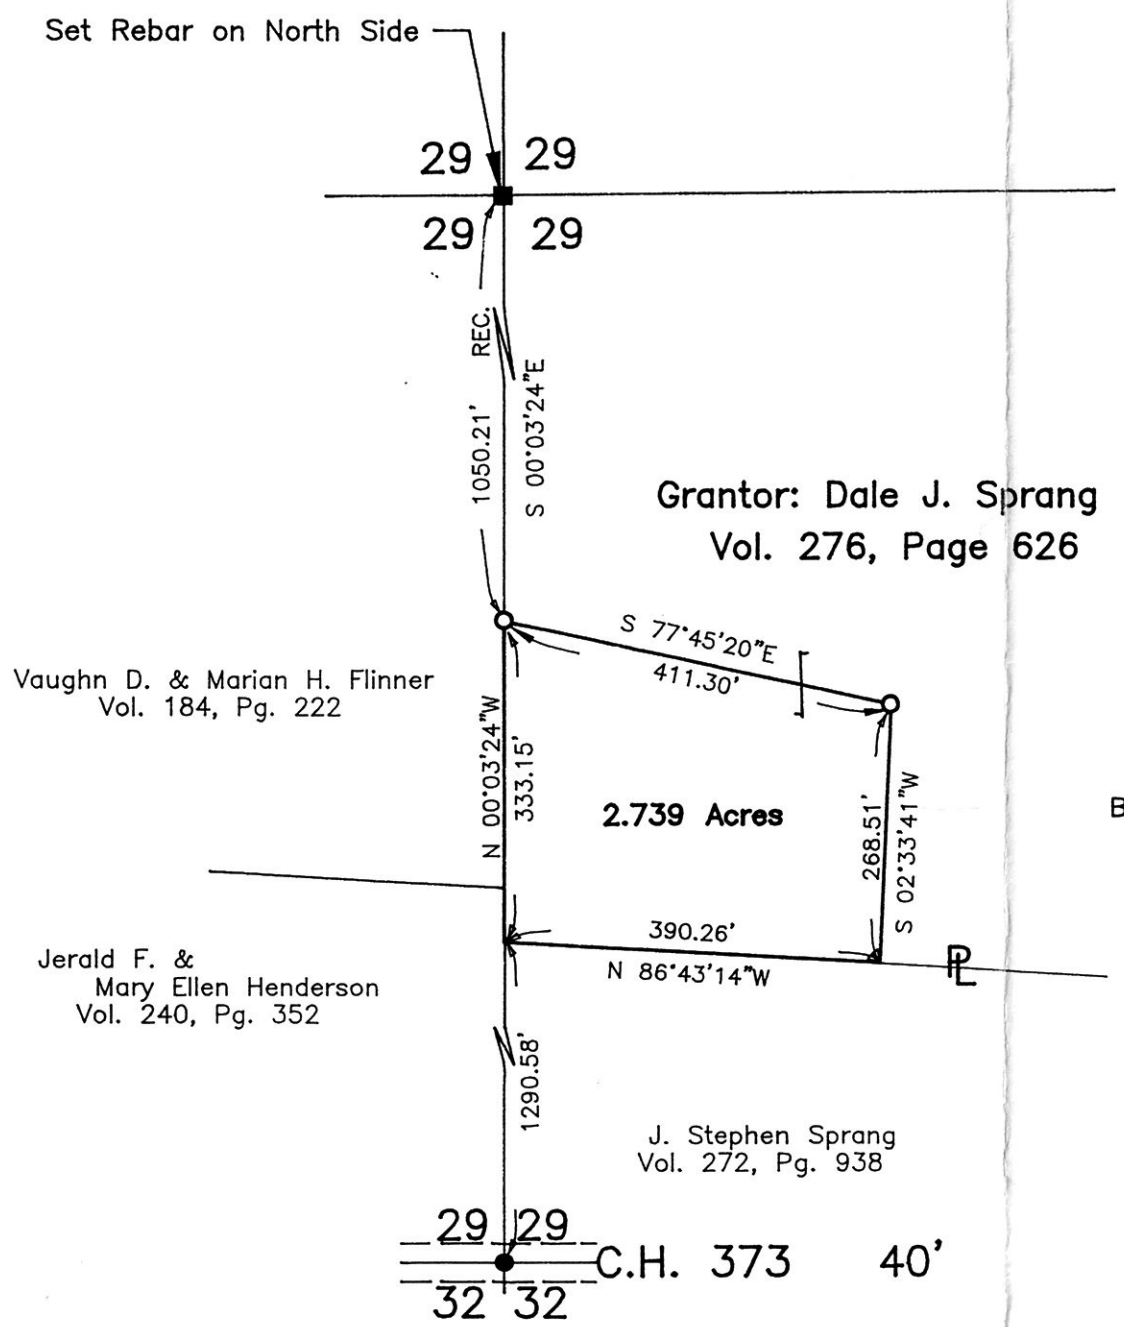 Set Rebar on North Side
29 29
29 29
REC.
1050.21'
S 00°03'24"E
Grantor: Dale J. Sprang
Vol. 276, Page 626
S 77°45'20"E
411.30'
Vaughn D. & Marian H. Flinner
Vol. 184, Pg. 222
N 00°03'24"W
333.15'
2.739 Acres
268.51'
S 02°33'41"W
B
390.26'
N 86°43'14"W
PL
Jerald F. &
Mary Ellen Henderson
Vol. 240, Pg. 352
1290.58'
J. Stephen Sprang
Vol. 272, Pg. 938
29 29
C.H. 373 40'
32 32